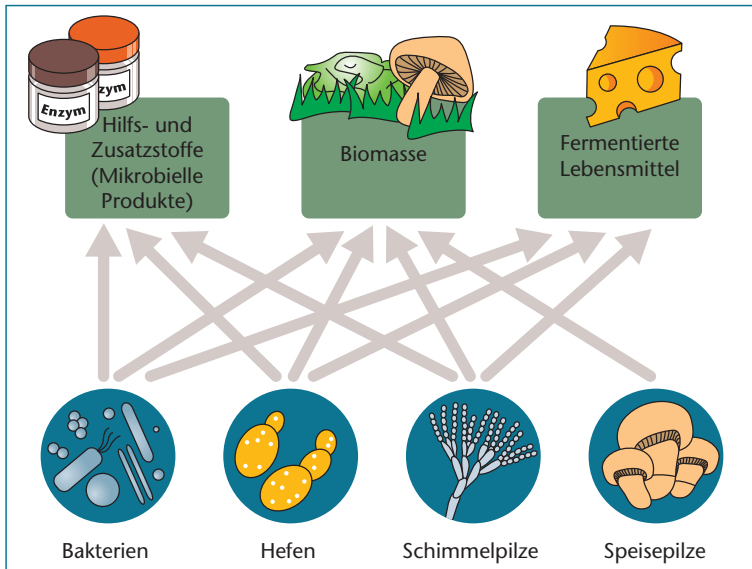 Enzym
zym
Hilfs- und
Zusatzstoffe
(Mikrobielle
Produkte)
Biomasse
Fermentierte
Lebensmittel
Bakterien
Hefen
Schimmelpilze
Speisepilze